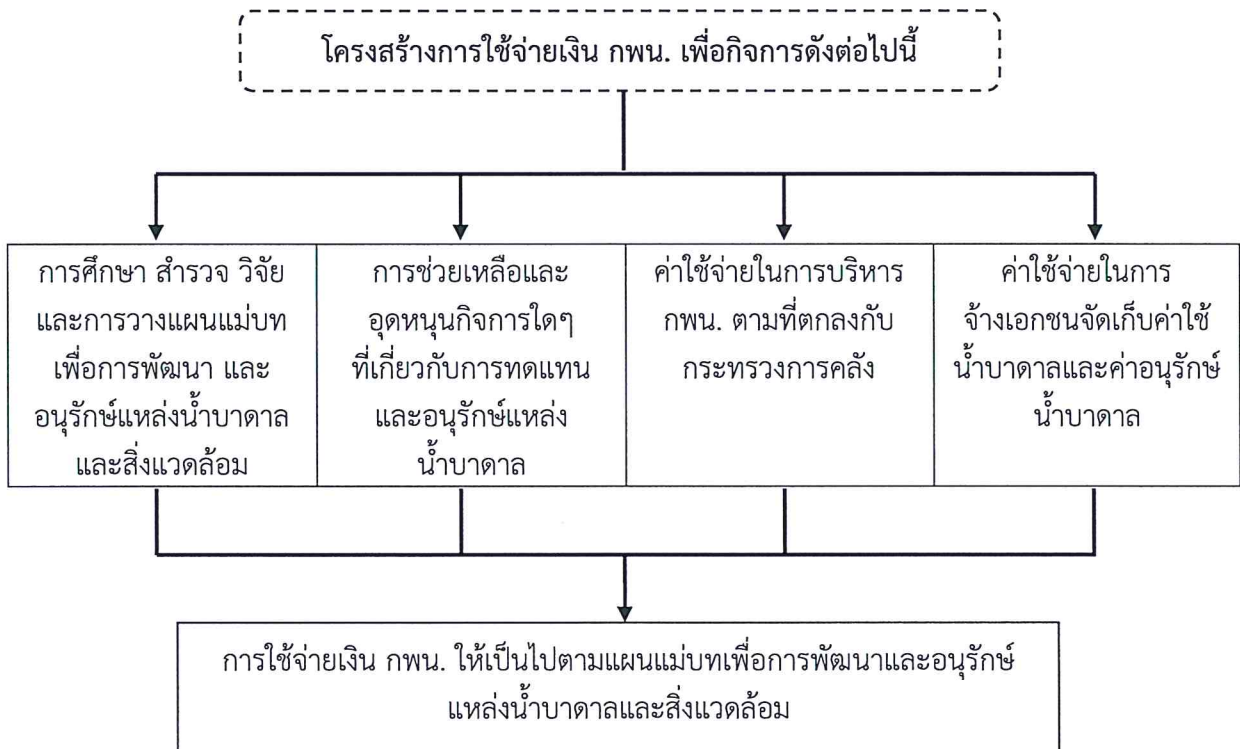 โครงสร้างการใช้จ่ายเงิน กพน. เพื่อกิจการดังต่อไปนี้
การศึกษา สำรวจ วิจัย
และการวางแผนแม่บท
เพื่อการพัฒนา และ
อนุรักษ์แหล่งน้ำบาดาล
และสิ่งแวดล้อม
การช่วยเหลือและ
อุดหนุนกิจการใดๆ
ที่เกี่ยวกับการทดแทน
และอนุรักษ์แหล่ง
น้ำบาดาล
ค่าใช้จ่ายในการบริหาร
กพน. ตามที่ตกลงกับ
กระทรวงการคลัง
ค่าใช้จ่ายในการ
จ้างเอกชนจัดเก็บค่าใช้
น้ำบาดาลและค่าอนุรักษ์
น้ำบาดาล
การใช้จ่ายเงิน กพน. ให้เป็นไปตามแผนแม่บทเพื่อการพัฒนาและอนุรักษ์
แหล่งน้ำบาดาลและสิ่งแวดล้อม